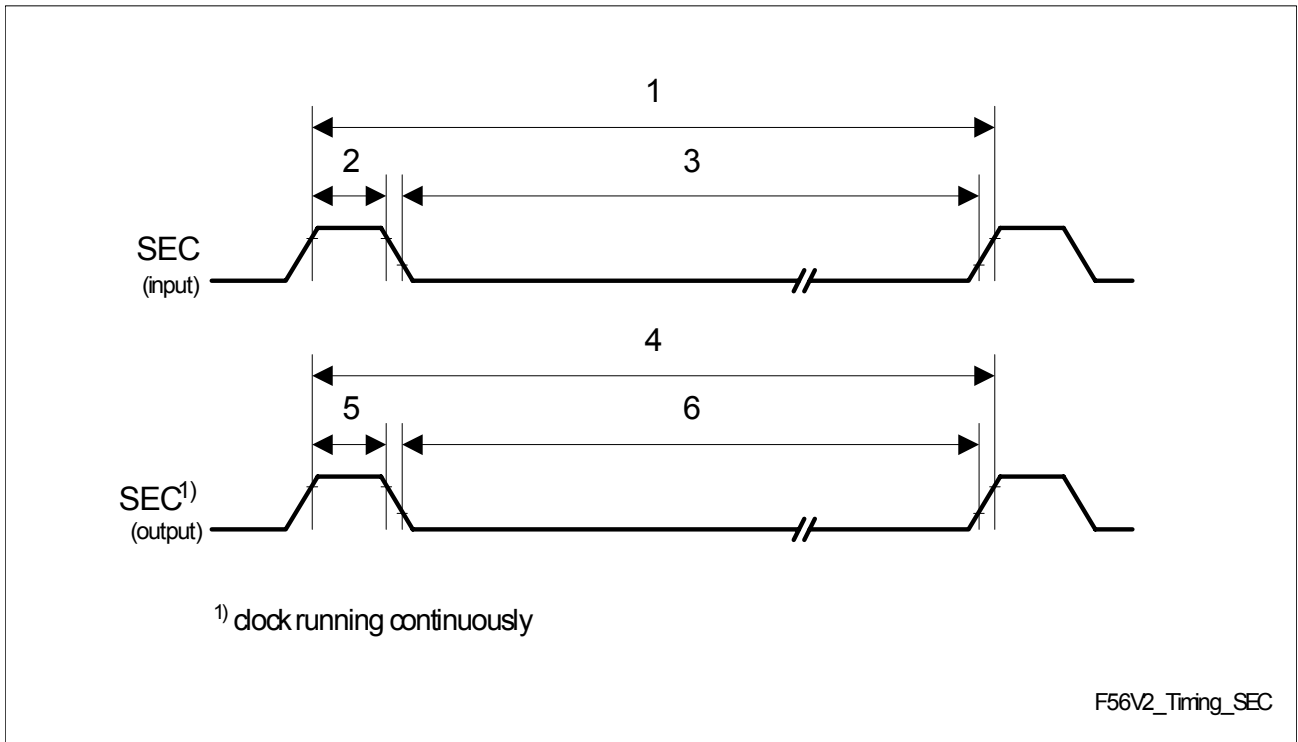 1
2 3
SEC
(input)
4
5 6
SEC1)
(output)
1) clock running continuously
F56V2_Timing_SEC